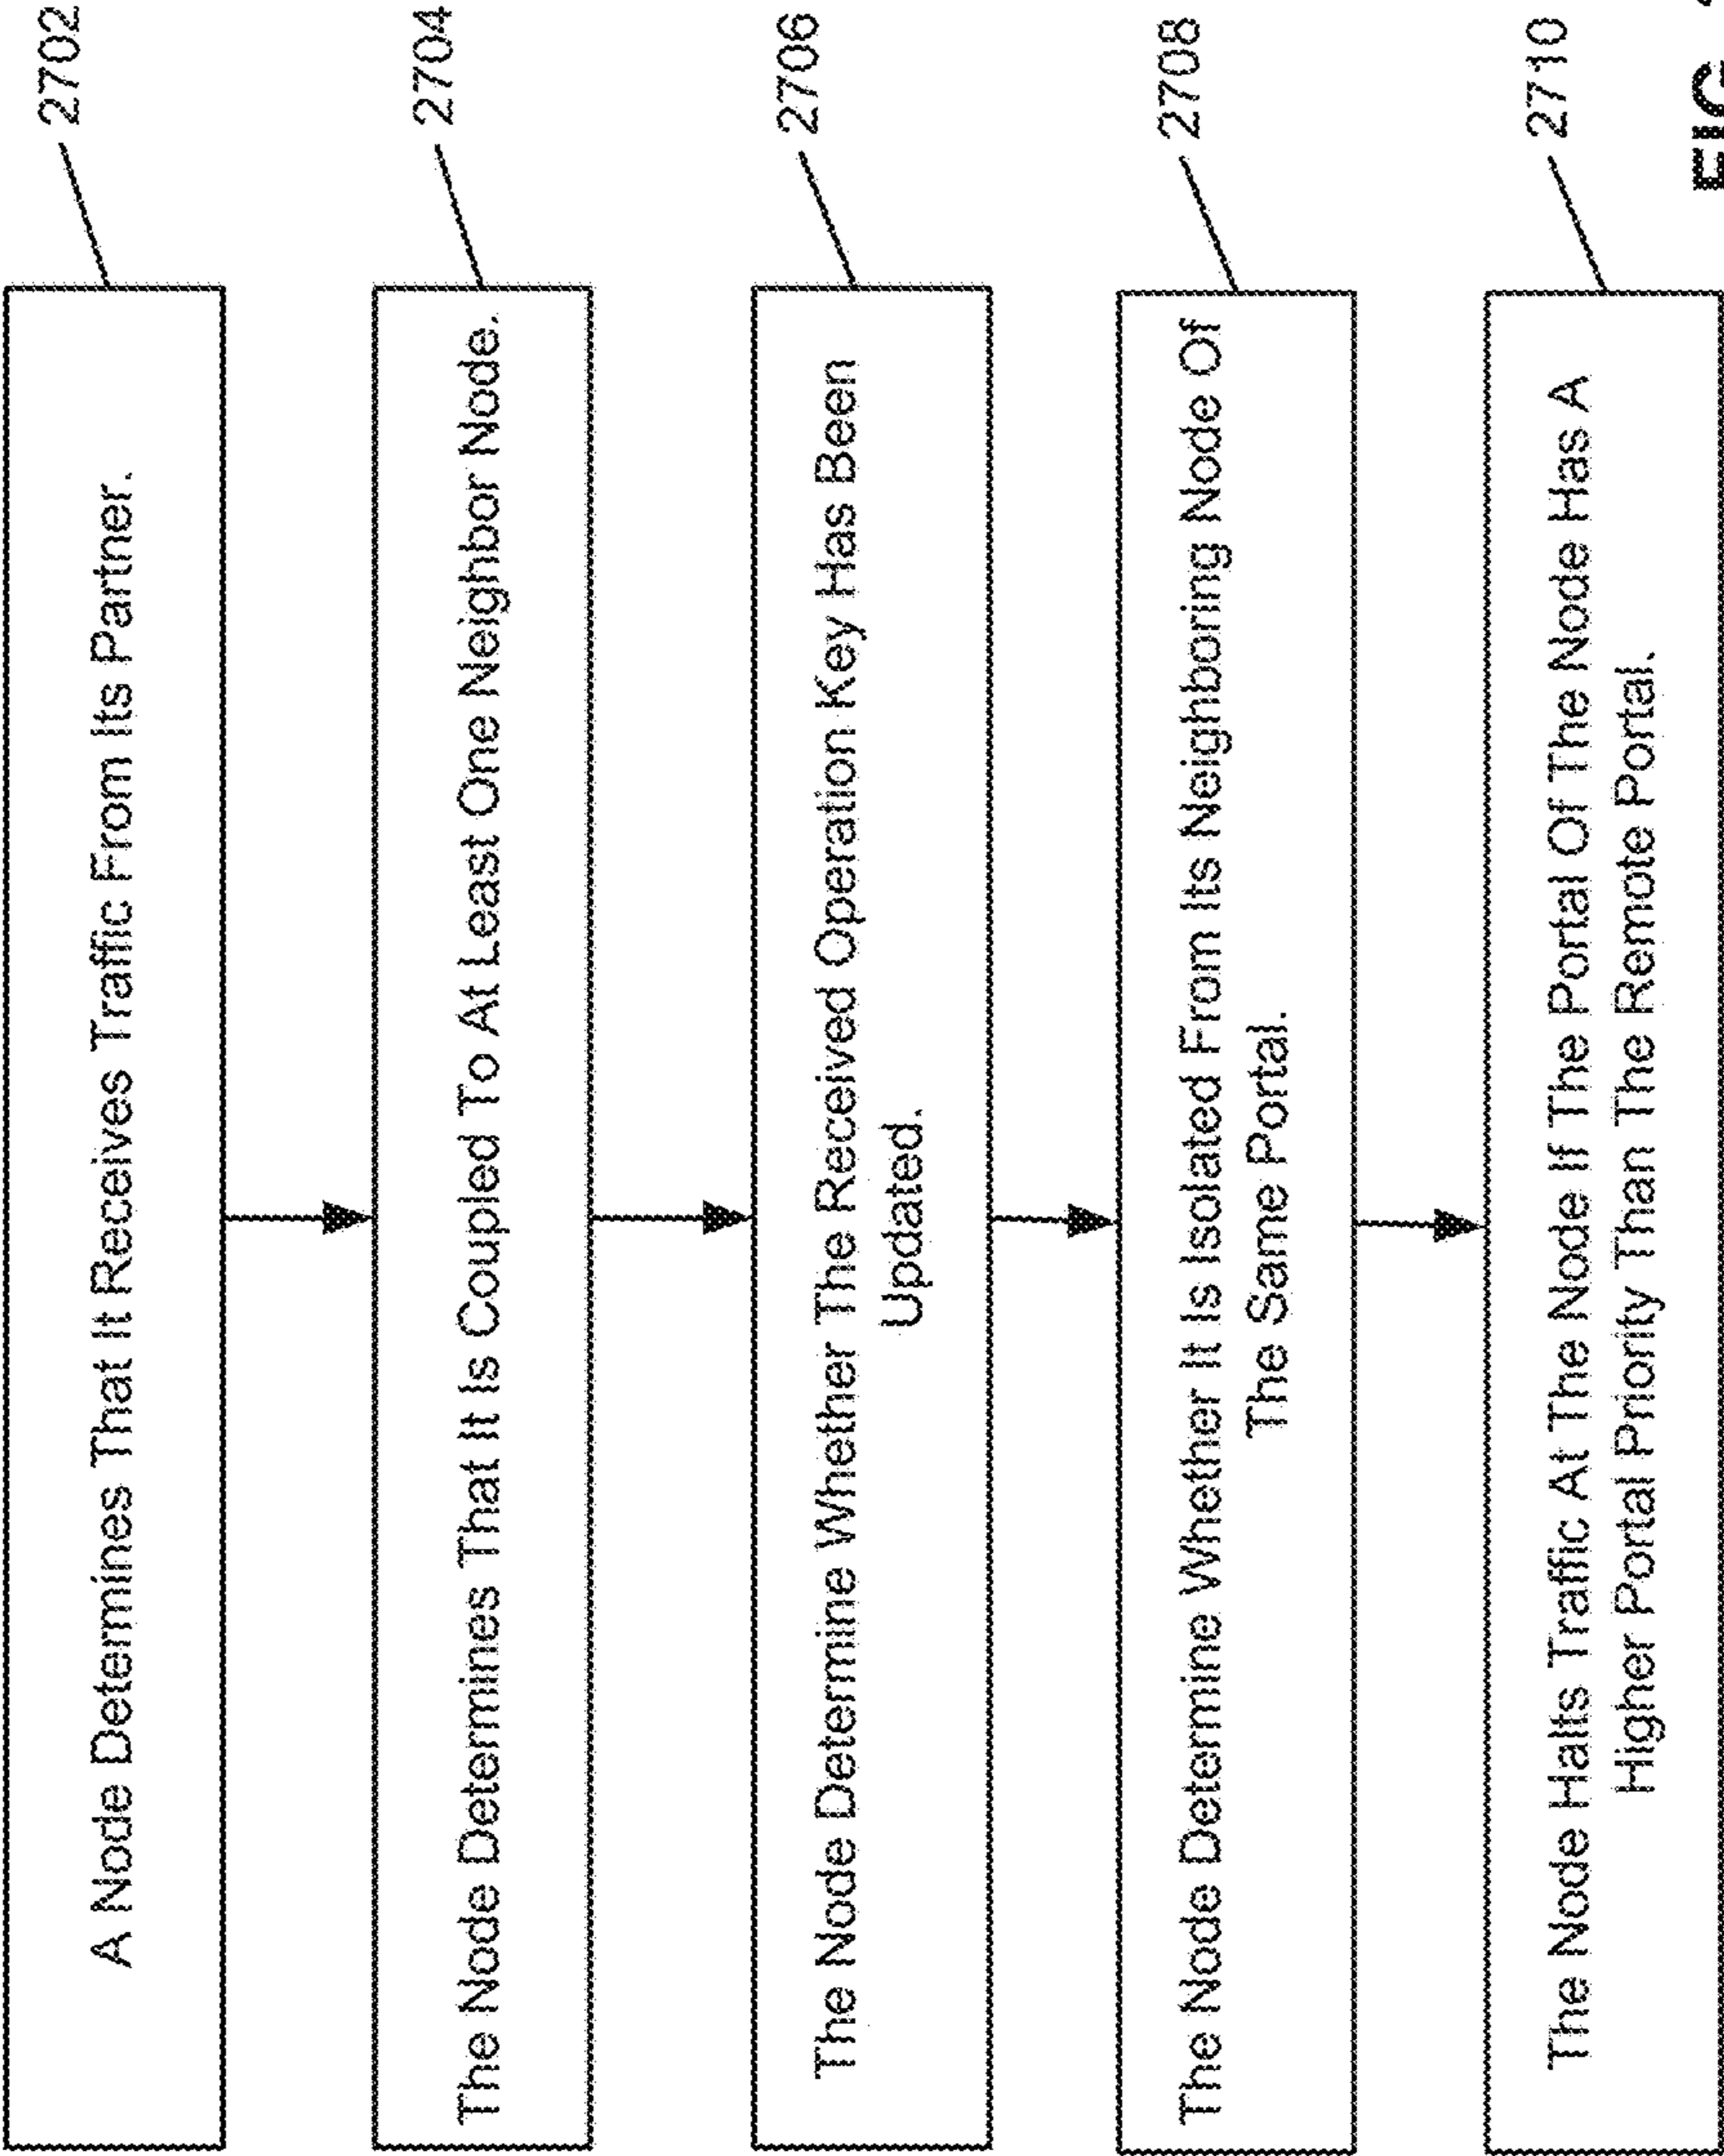 A Node Determines That It Receives Traffic From Its Partner.
2702
The Node Determines That It Is Coupled To At Least One Neighbor Node.
2704
The Node Determine Whether The Received Operation Key Has Been
Updated.
2706
The Node Determine Whether It Is Isolated From Its Neighboring Node Of
The Same Portal.
2708
The Node Halts Traffic At The Node If The Portal Of The Node Has A
Higher Portal Priority Than The Remote Portal.
2710
FIG.